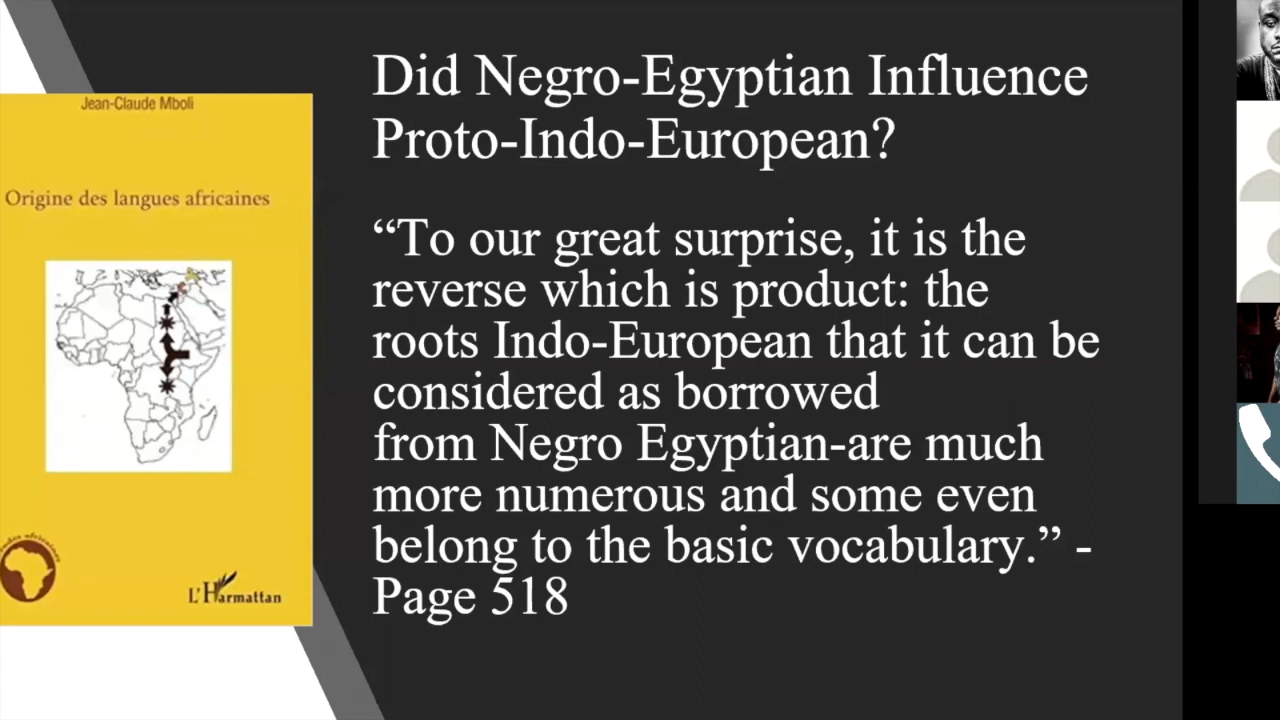 Jean-Claude Mboli
Origine des langues africaines
L'Harmattan
Did Negro-Egyptian Influence
Proto-Indo-European?
“To our great surprise, it is the
reverse which is product: the
roots Indo-European that it can be
considered as borrowed
from Negro Egyptian-are much
more numerous and some even
belong to the basic vocabulary.” -
Page 518